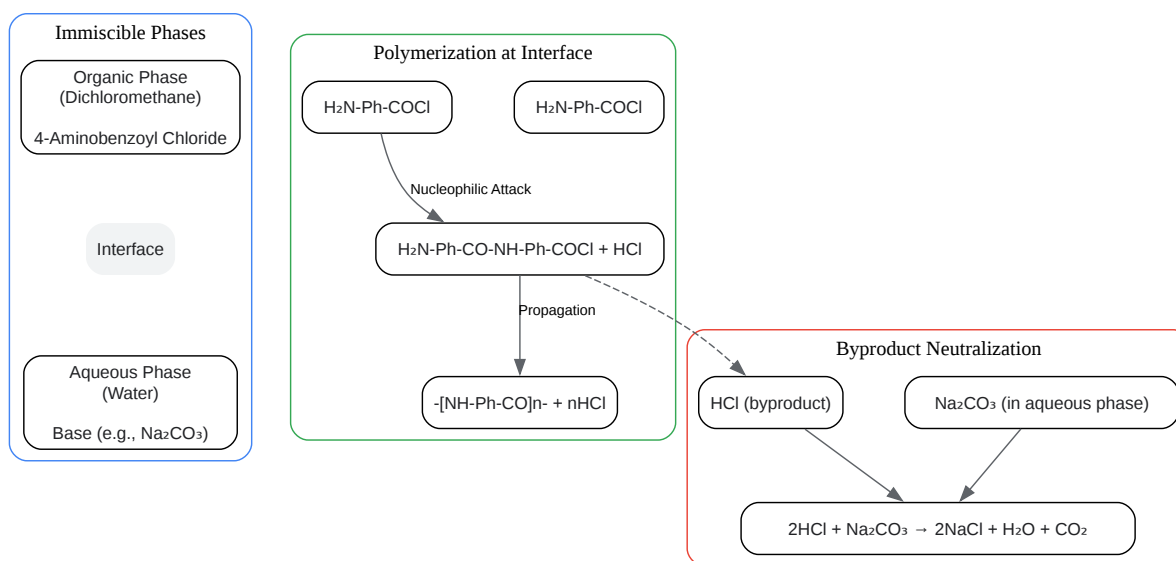 Immiscible Phases
Organic Phase
(Dichloromethane)
4-Aminobenzoyl Chloride
Interface
Aqueous Phase
(Water)
Base (e.g., Na₂CO₃)
Polymerization at Interface
H₂N-Ph-COCl
H₂N-Ph-COCl
Nucleophilic Attack
H₂N-Ph-CO-NH-Ph-COCl + HCl
Propagation
-[NH-Ph-CO]n- + nHCl
Byproduct Neutralization
HCl (byproduct)
Na₂CO₃ (in aqueous phase)
2HCl + Na₂CO₃ → 2NaCl + H₂O + CO₂